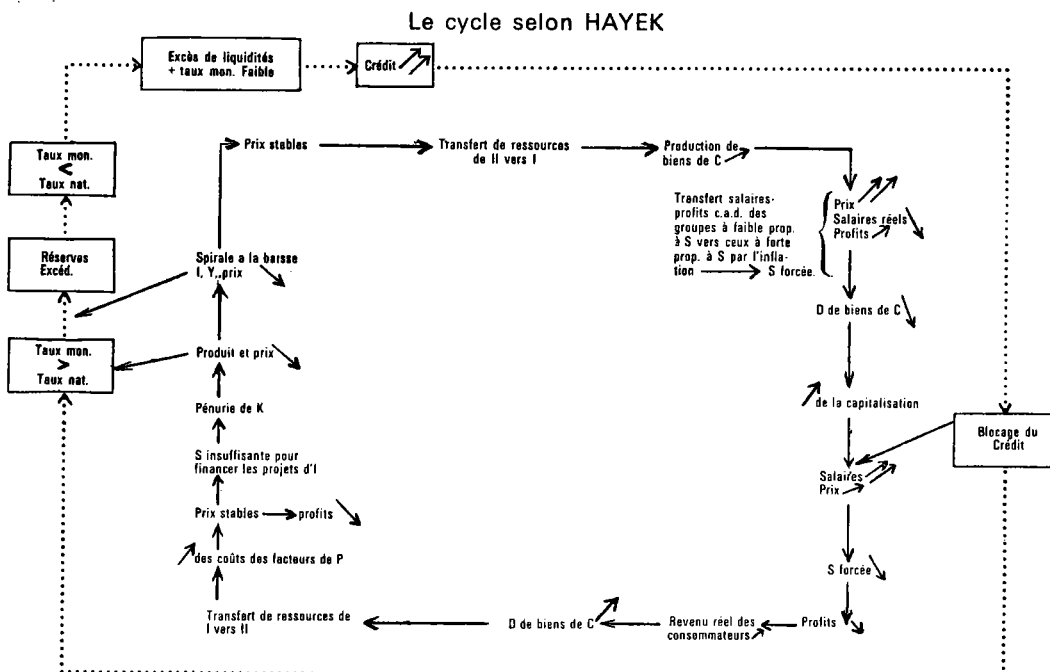 Le cycle selon HAYEK
Excès de liquidités
+ taux mon. Faible
Crédit
Taux mon.
<
Taux nat.
Réserves
Excéd.
Taux mon.
>
Taux nat.
Prix stables
Transfert de ressources
de II vers I
Production de
biens de C
Transfert salaires-
profits c.a.d. des
groupes à faible prop.
à S vers ceux à forte
prop. à S par l'infla-
tion
S forcée.
Prix
Salaires réels
Profits
D de biens de C
de la capitalisation
Blocage du
Crédit
Salaires
Prix
S forcée
Profits
Revenu réel des
consommateurs
D de biens de C
Transfert de ressources de
I vers II
des coûts des facteurs de P
Prix stables
profits
S insuffisante pour
financer les projets d'I
Pénurie de K
Produit et prix
Spirale a la baisse
I, Y, prix